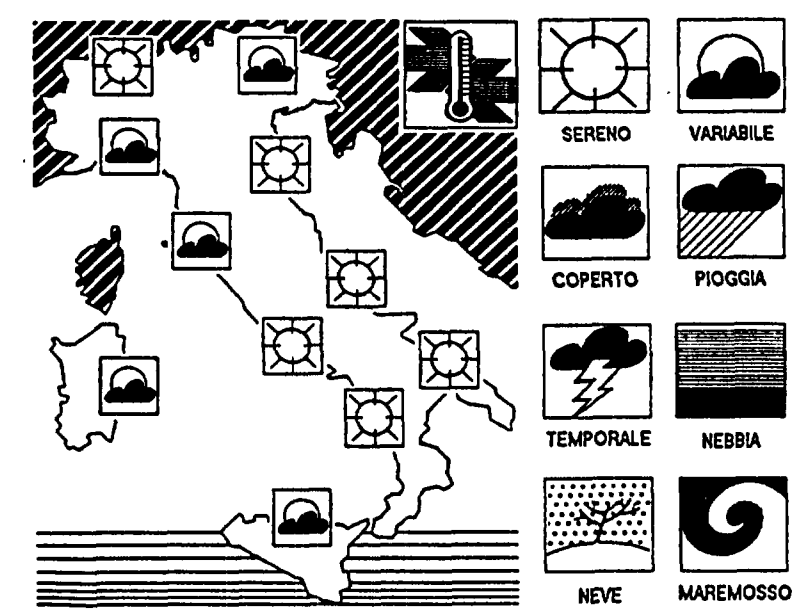 SERENO
VARIABILE
COPERTO
PIOGGIA
TEMPORALE
NEBBIA
NEVE
MAREMOSSO